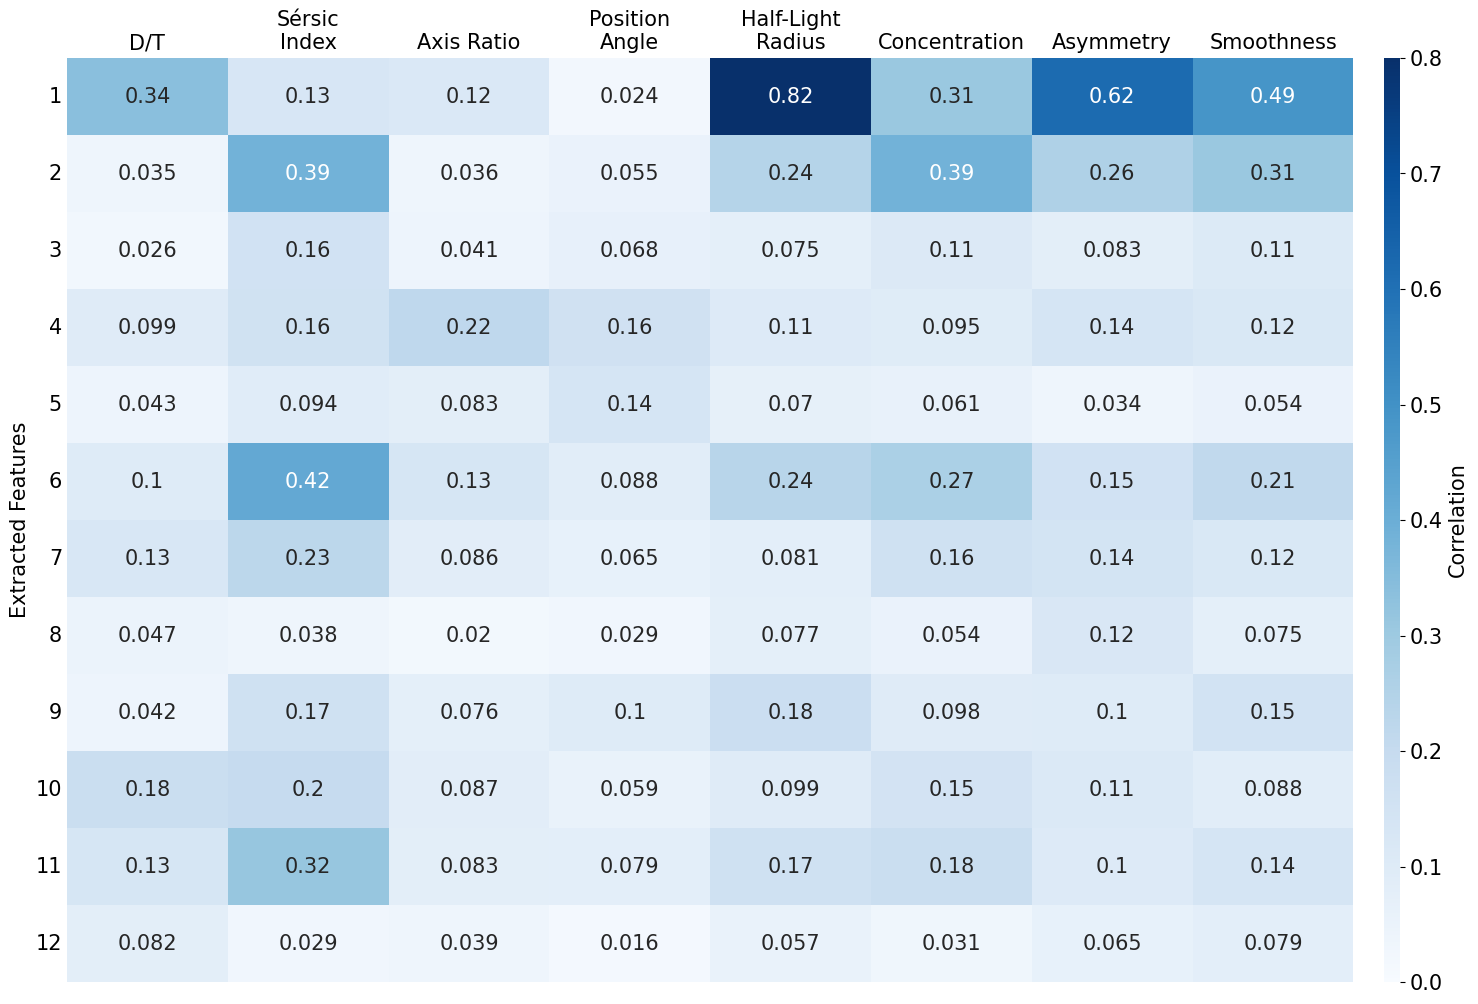 Sérsic
Position
Half-Light
D/T
Index
Axis Ratio
Angle
Radius
Concentration
Asymmetry
Smoothness
1 0.34 0.13 0.12 0.024 0.82 0.31 0.62 0.49
2 0.035 0.39 0.036 0.055 0.24 0.39 0.26 0.31
3 0.026 0.16 0.041 0.068 0.075 0.11 0.083 0.11
4 0.099 0.16 0.22 0.16 0.11 0.095 0.14 0.12
5 0.043 0.094 0.083 0.14 0.07 0.061 0.034 0.054
6 0.1 0.42 0.13 0.088 0.24 0.27 0.15 0.21
7 0.13 0.23 0.086 0.065 0.081 0.16 0.14 0.12
8 0.047 0.038 0.02 0.029 0.077 0.054 0.12 0.075
9 0.042 0.17 0.076 0.1 0.18 0.098 0.1 0.15
10 0.18 0.2 0.087 0.059 0.099 0.15 0.11 0.088
11 0.13 0.32 0.083 0.079 0.17 0.18 0.1 0.14
12 0.082 0.029 0.039 0.016 0.057 0.031 0.065 0.079
Extracted Features
0.8
0.7
0.6
0.5
0.4
0.3
0.2
0.1
0.0
Correlation